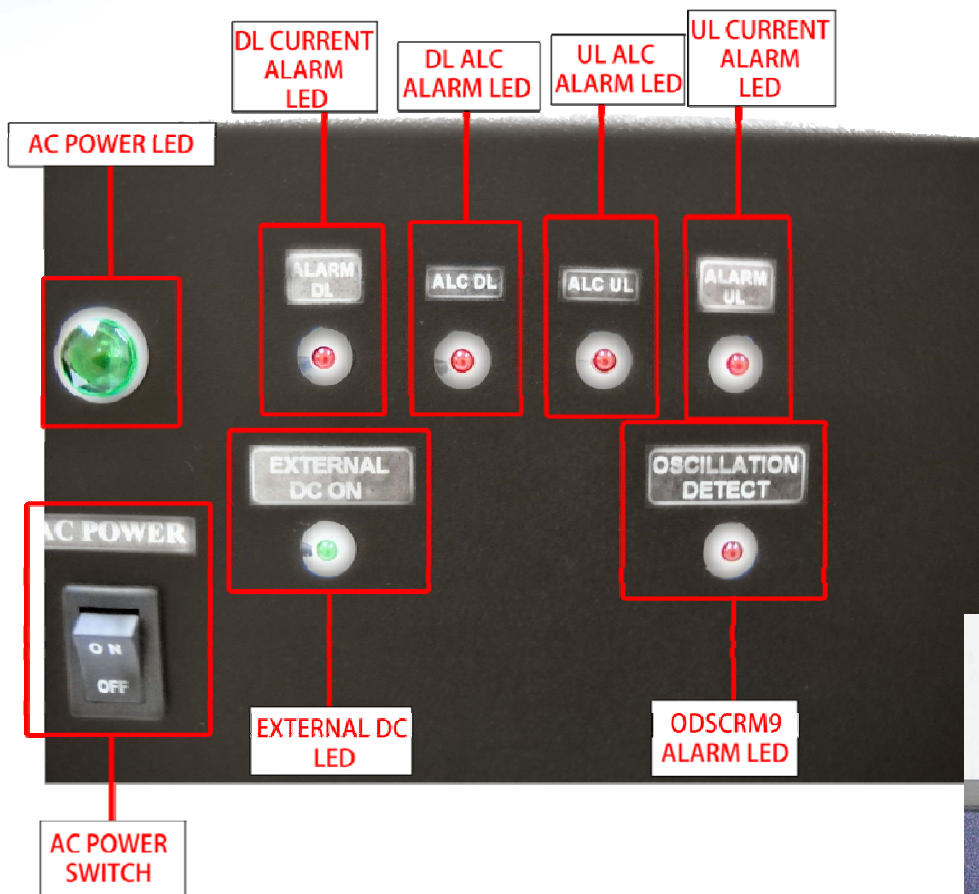 DL CURRENT
ALARM
LED
DL ALC
ALARM LED
UL ALC
ALARM LED
UL CURRENT
ALARM
LED
AC POWER LED
ALARM
DL
ALC DL
ALC UL
ALARM
UL
EXTERNAL
DC ON
OSCILLATION
DETECT
AC POWER
ON
OFF
EXTERNAL DC
LED
ODSCRM9
ALARM LED
AC POWER
SWITCH